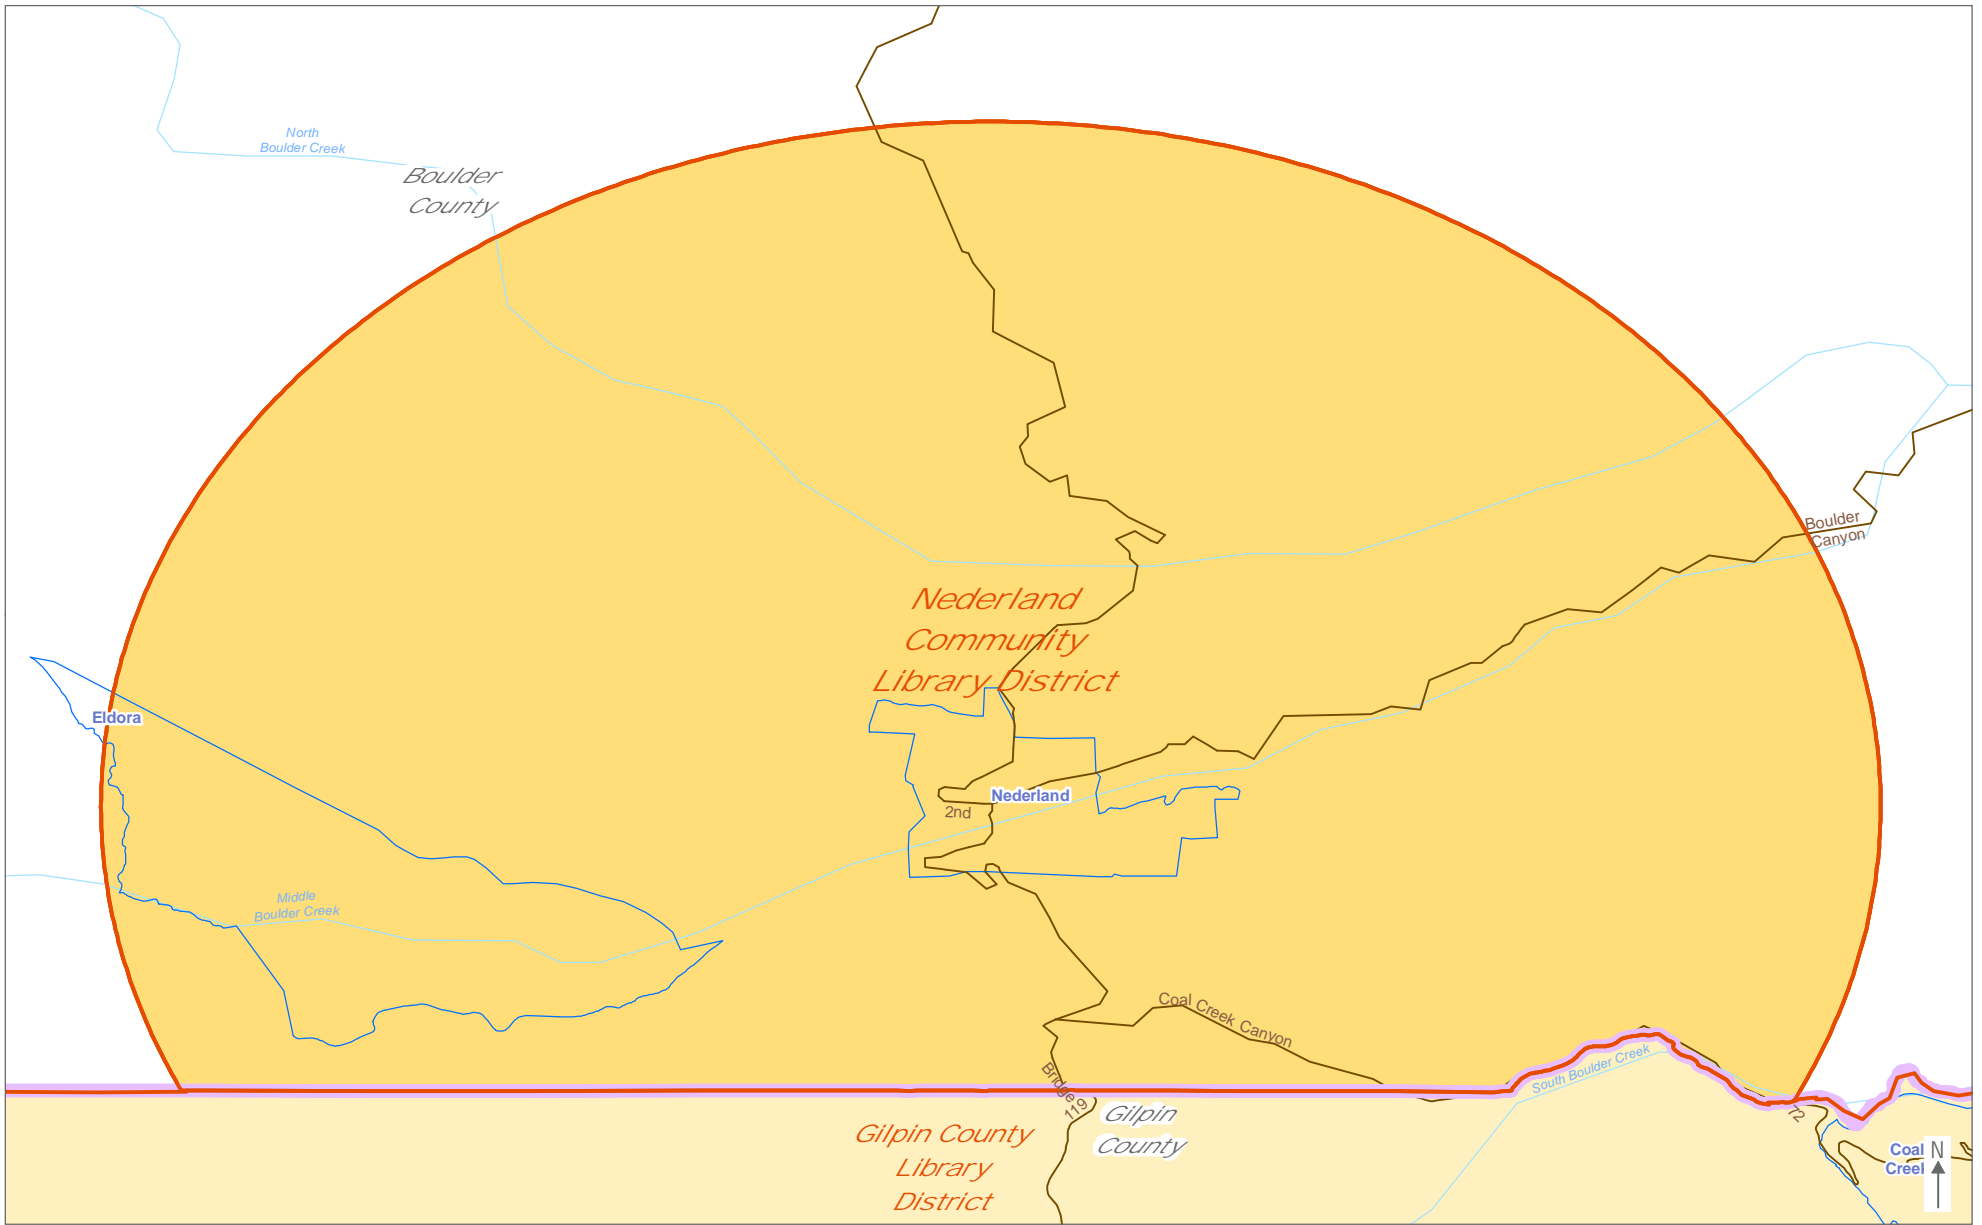 North
Boulder Creek
Boulder
County
Boulder
Canyon
Nederland
Community
Library District
Eldora
Nederland
2nd
Middle
Boulder Creek
Coal Creek Canyon
South Boulder Creek
Bridge
119
72
Gilpin
County
Gilpin County
Library
District
Coal
Creek
N